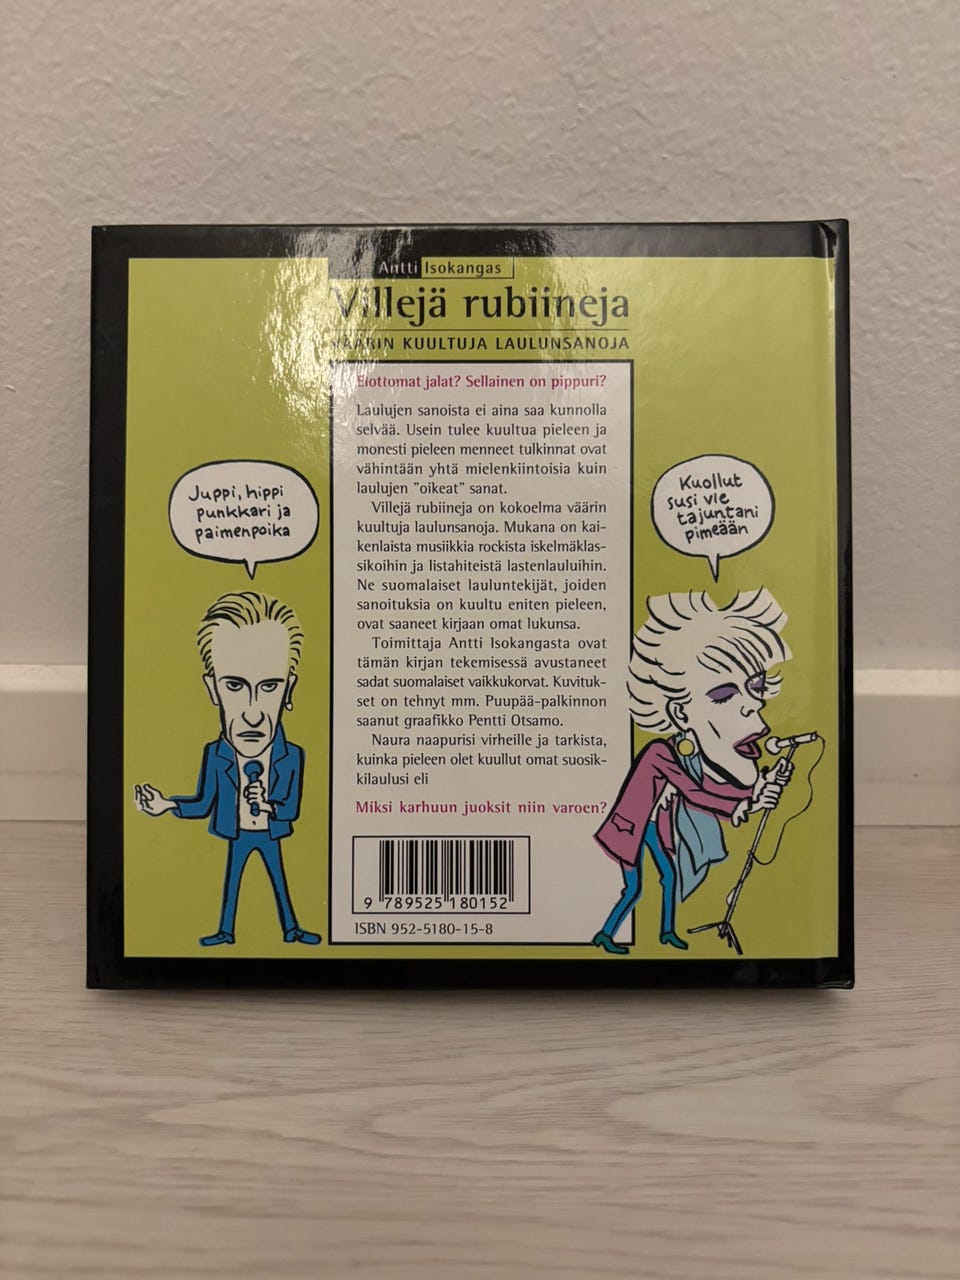 Antti Isokangas
Villejä rubiineja
VÄÄRIN KUULTUJA LAULUNSANOJA
Elottomat jalat? Sellainen on pippuri?
Laulujen sanoista ei aina saa kunnolla
selvää. Usein tulee kuultua pieleen ja
monesti pieleen menneet tulkinnat ovat
vähintään yhtä mielenkiintoisia kuin
laulujen "oikeat" sanat.
Villejä rubiineja on kokoelma väärin
kuultuja laulunsanoja. Mukana on kai-
kenlaista musiikkia rockista iskelmäklas-
sikoihin ja listahiteistä lastenlauluihin.
Ne suomalaiset lauluntekijät, joiden
sanoituksia on kuultu eniten pieleen,
ovat saaneet kirjaan omat lukunsa.
Toimittaja Antti Isokangasta ovat
tämän kirjan tekemisessä avustaneet
sadat suomalaiset vaikkukorvat. Kuvituk-
set on tehnyt mm. Puupää-palkinnon
saanut graafikko Pentti Otsamo.
Naura naapurisi virheille ja tarkista,
kuinka pieleen olet kuullut omat suosik-
kilaulusi eli
Miksi karhuun juoksit niin varoen?
Juppi, hippi
punkkari ja
paimenpoika
Kuollut
susi vie
tajuntani
pimeään
9 789525 180152
ISBN 952-5180-15-8